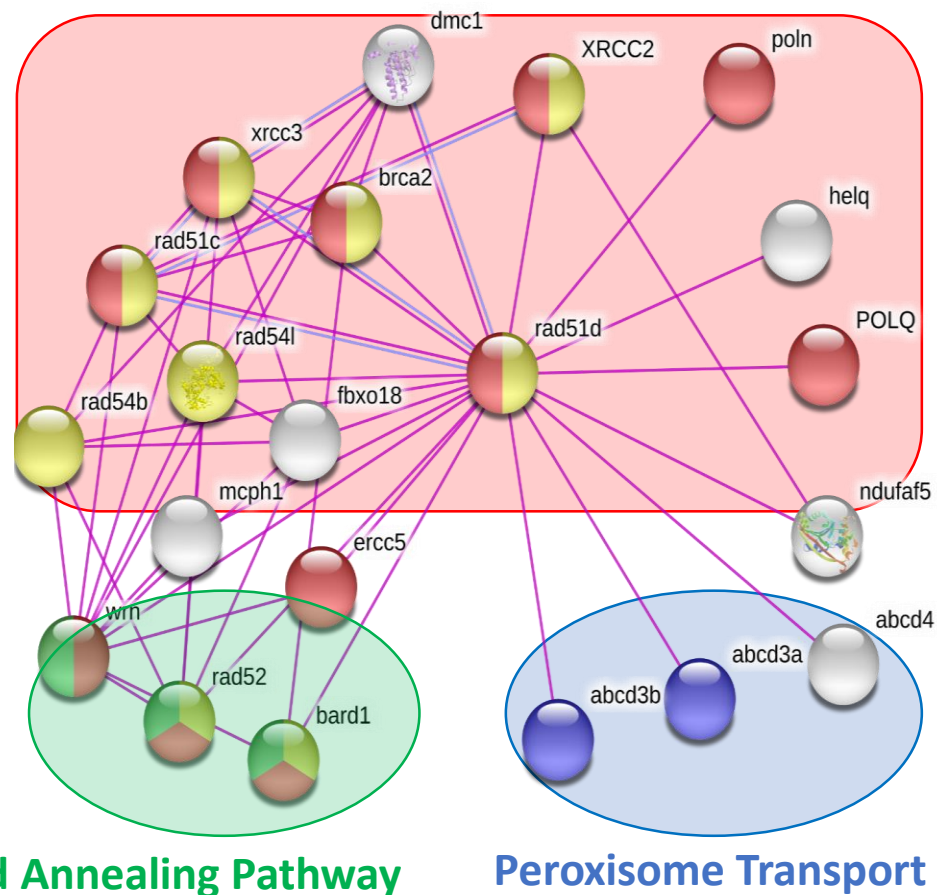 dmc1
XRCC2
poln
xrcc3
brca2
helq
rad51c
rad51d
POLQ
rad54l
fbxo18
rad54b
mcph1
ndufaf5
ercc5
wrn
abcd4
rad52
abcd3a
abcd3b
bard1
Annealing Pathway
Peroxisome Transport